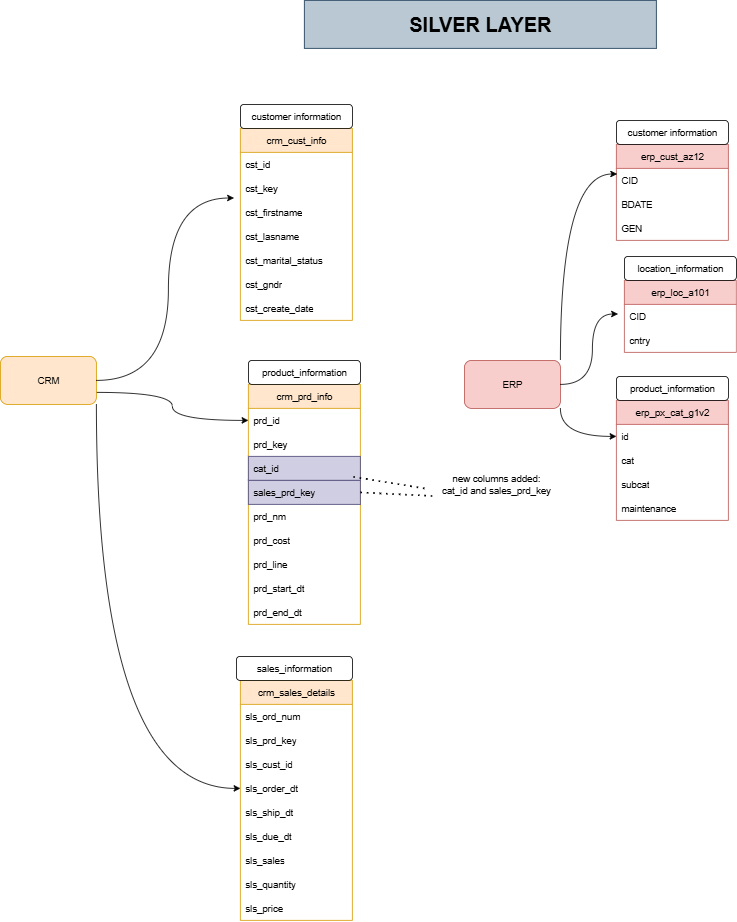 SILVER LAYER
customer information
crm_cust_info
cst_id
cst_key
cst_firstname
cst_lasname
cst_marital_status
cst_gndr
cst_create_date
CRM
product_information
crm_prd_info
prd_id
prd_key
cat_id
sales_prd_key
prd_nm
prd_cost
prd_line
prd_start_dt
prd_end_dt
new columns added:
cat_id and sales_prd_key
sales_information
crm_sales_details
sls_ord_num
sls_prd_key
sls_cust_id
sls_order_dt
sls_ship_dt
sls_due_dt
sls_sales
sls_quantity
sls_price
ERP
customer information
erp_cust_az12
CID
BDATE
GEN
location_information
erp_loc_a101
CID
cntry
product_information
erp_px_cat_g1v2
id
cat
subcat
maintenance